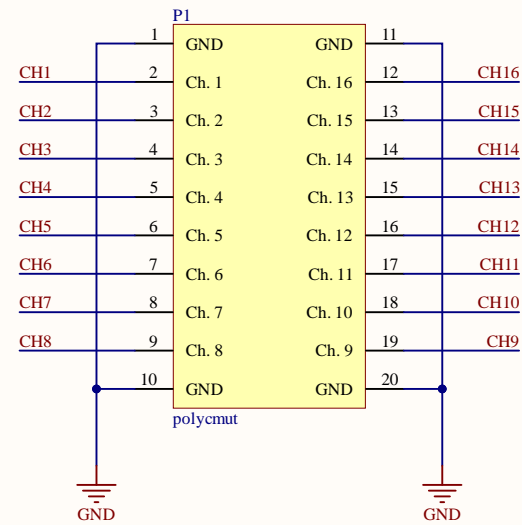 P1
1 GND GND 11
CH1 2 Ch. 1 Ch. 16 12 CH16
CH2 3 Ch. 2 Ch. 15 13 CH15
CH3 4 Ch. 3 Ch. 14 14 CH14
CH4 5 Ch. 4 Ch. 13 15 CH13
CH5 6 Ch. 5 Ch. 12 16 CH12
CH6 7 Ch. 6 Ch. 11 17 CH11
CH7 8 Ch. 7 Ch. 10 18 CH10
CH8 9 Ch. 8 Ch. 9 19 CH9
10 GND GND 20
polycmut
GND GND